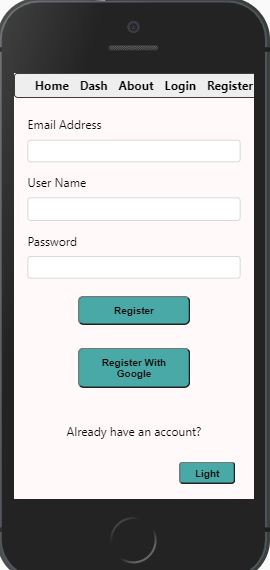 Home Dash About Login Register
Email Address
User Name
Password
Register
Register With
Google
Already have an account?
Light